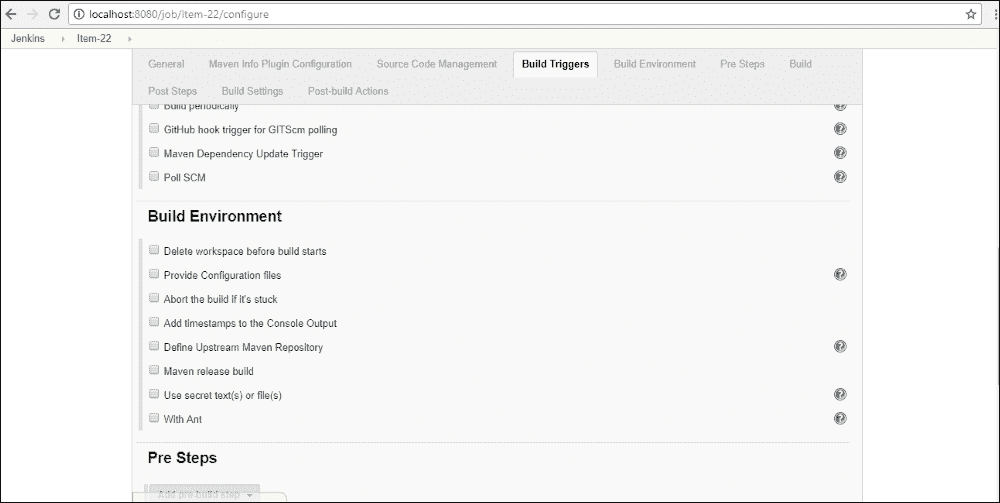 localhost:8080/job/Item-22/configure
Jenkins Item-22
General Maven Info Plugin Configuration Source Code Management Build Triggers Build Environment Pre Steps Build
Post Steps Build Settings Post-build Actions
Build periodically
GitHub hook trigger for GITScm polling
Maven Dependency Update Trigger
Poll SCM
Build Environment
Delete workspace before build starts
Provide Configuration files
Abort the build if it's stuck
Add timestamps to the Console Output
Define Upstream Maven Repository
Maven release build
Use secret text(s) or file(s)
With Ant
Pre Steps
Add pre-build step